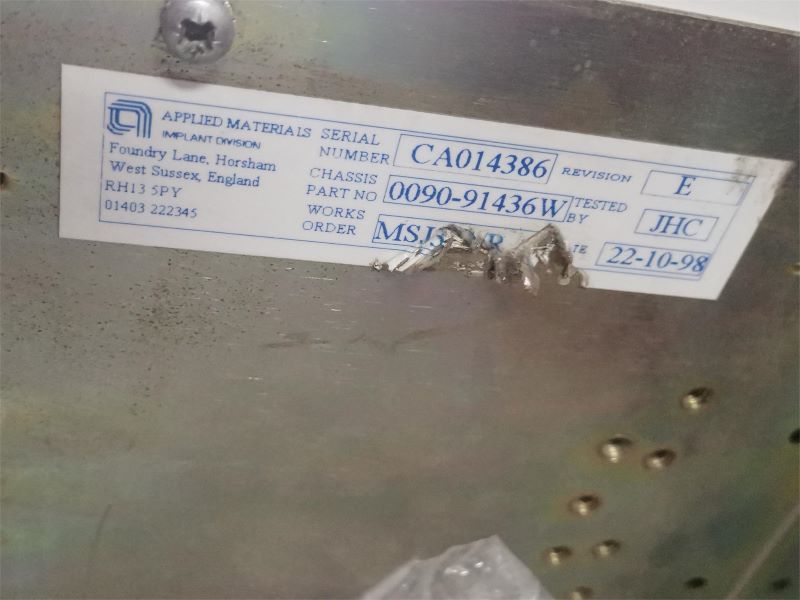 APPLIED MATERIALS
IMPLANT DIVISION
Foundry Lane, Horsham
West Sussex, England
RH13 5PY
01403 222345
SERIAL NUMBER CA014386
REVISION E
CHASSIS PART NO 0090-91436W
TESTED BY JHC
WORKS ORDER
22-10-98